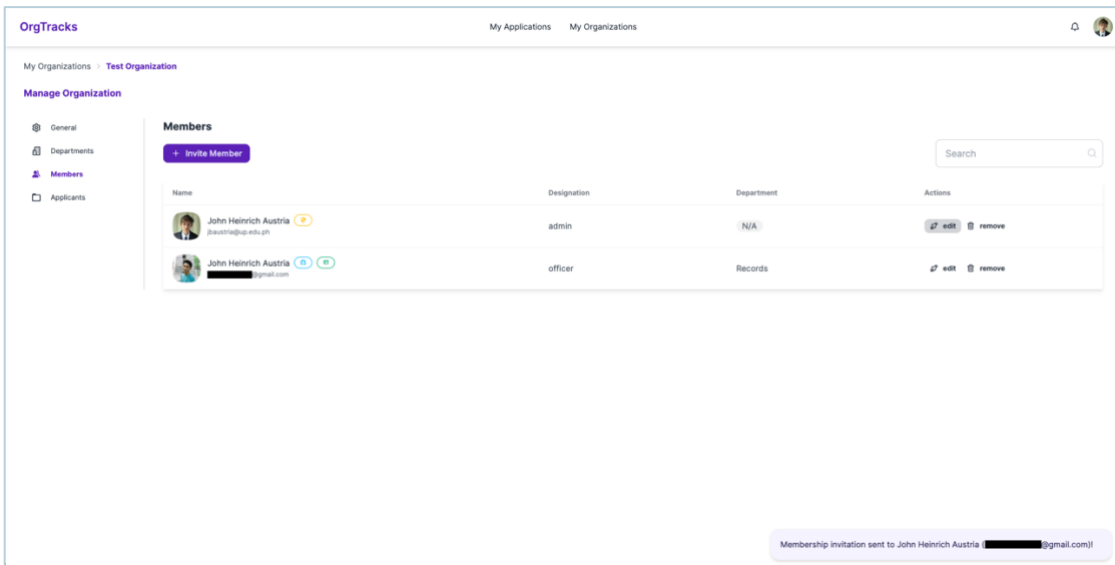 OrgTracks My Applications My Organizations
My Organizations > Test Organization
Manage Organization
General
Departments
Members
Applicants
Members
+ Invite Member
Search
Name Designation Department Actions
John Heinrich Austria
jbaustria@up.edu.ph
admin N/A edit remove
John Heinrich Austria
@gmail.com
officer Records edit remove
Membership invitation sent to John Heinrich Austria ( @gmail.com)!